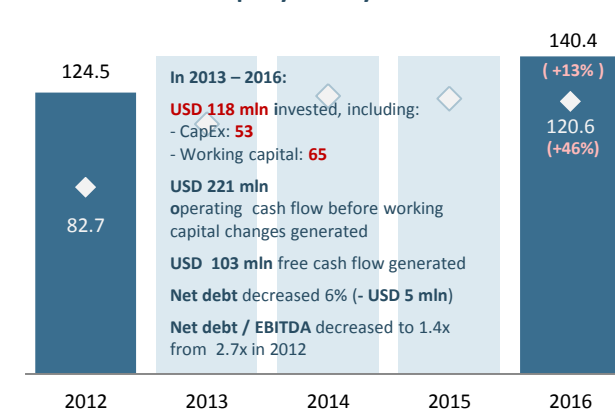 140.4
124.5
( +13% )
In 2013 – 2016:
USD 118 mln invested, including:
- CapEx: 53
- Working capital: 65
120.6
(+46%)
USD 221 mln
operating cash flow before working
capital changes generated
82.7
USD 103 mln free cash flow generated
Net debt decreased 6% (- USD 5 mln)
Net debt / EBITDA decreased to 1.4x
from 2.7x in 2012
2012 2013 2014 2015 2016